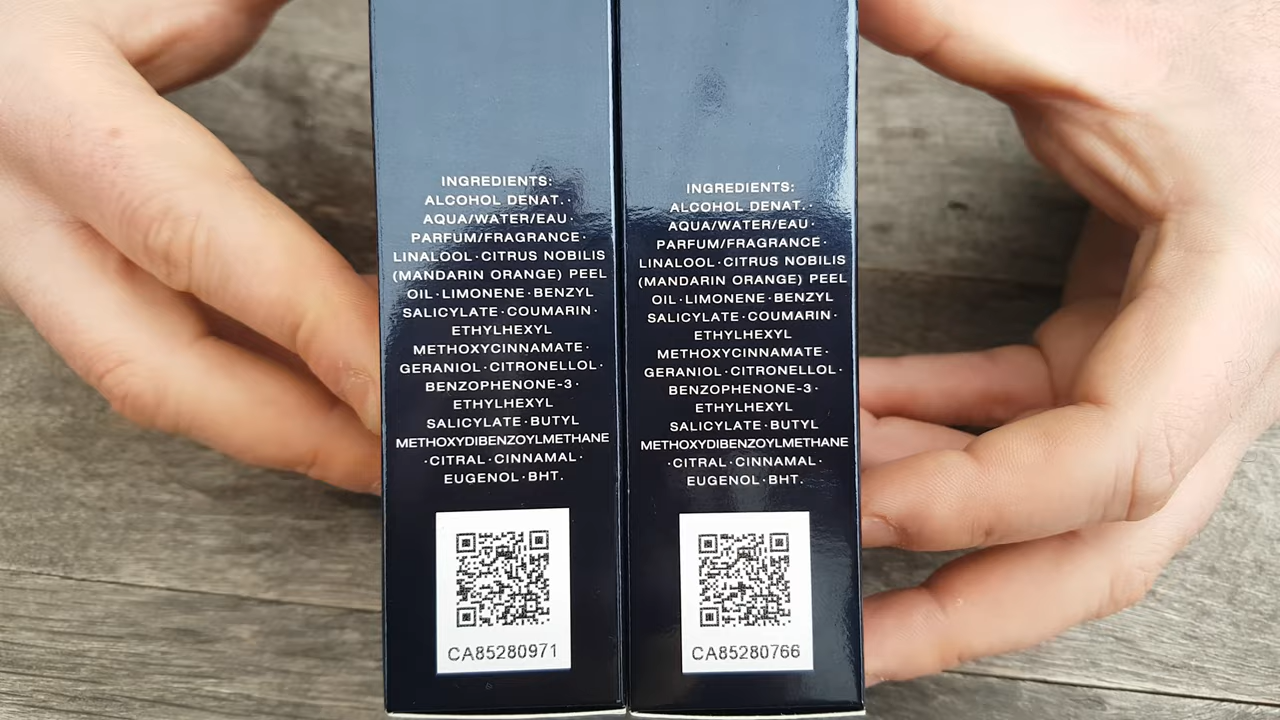 INGREDIENTS:
ALCOHOL DENAT.·
AQUA/WATER/EAU·
PARFUM/FRAGRANCE·
LINALOOL·CITRUS NOBILIS
(MANDARIN ORANGE) PEEL
OIL·LIMONENE·BENZYL
SALICYLATE·COUMARIN·
ETHYLHEXYL
METHOXYCINNAMATE·
GERANIOL·CITRONELLOL·
BENZOPHENONE-3·
ETHYLHEXYL
SALICYLATE·BUTYL
METHOXYDIBENZOYLMETHANE
·CITRAL·CINNAMAL·
EUGENOL·BHT.
CA85280971
INGREDIENTS:
ALCOHOL DENAT.·
AQUA/WATER/EAU·
PARFUM/FRAGRANCE·
LINALOOL·CITRUS NOBILIS
(MANDARIN ORANGE) PEEL
OIL·LIMONENE·BENZYL
SALICYLATE·COUMARIN·
ETHYLHEXYL
METHOXYCINNAMATE·
GERANIOL·CITRONELLOL·
BENZOPHENONE-3·
ETHYLHEXYL
SALICYLATE·BUTYL
METHOXYDIBENZOYLMETHANE
·CITRAL·CINNAMAL·
EUGENOL·BHT.
CA85280766